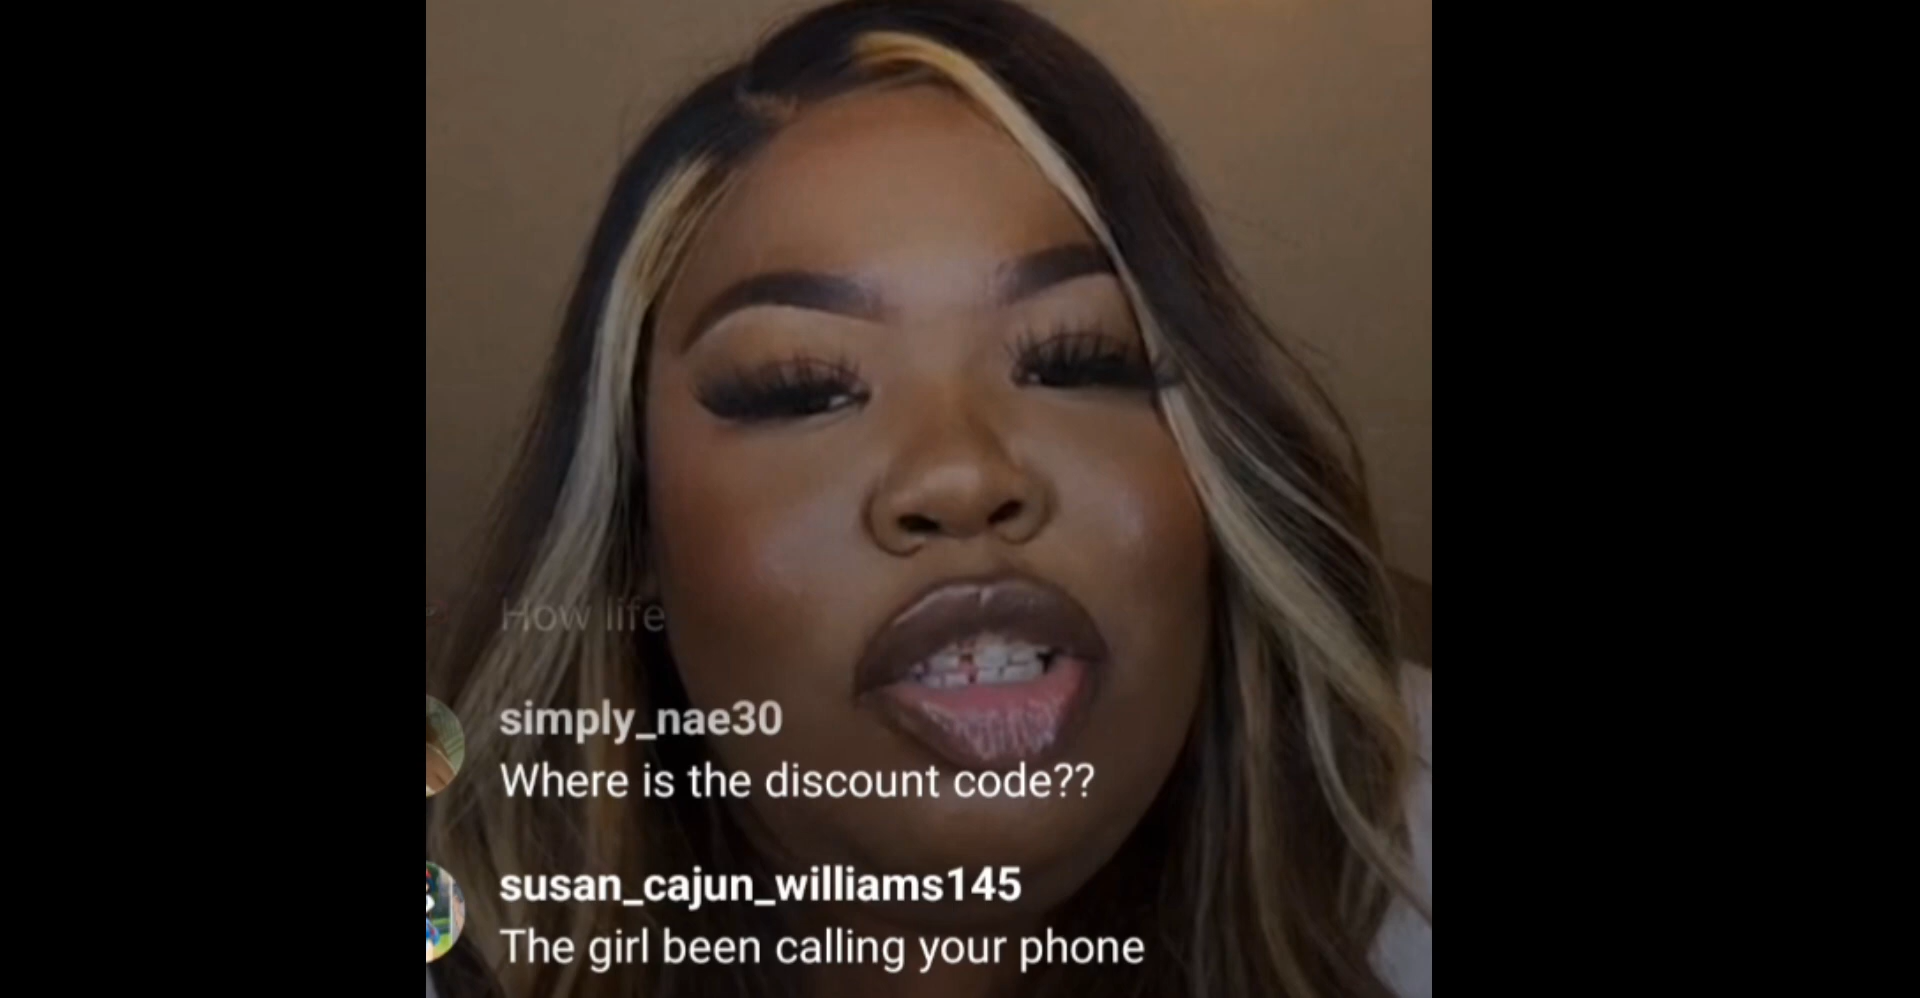 How life
simply_nae30
Where is the discount code??
susan_cajun_williams145
The girl been calling your phone